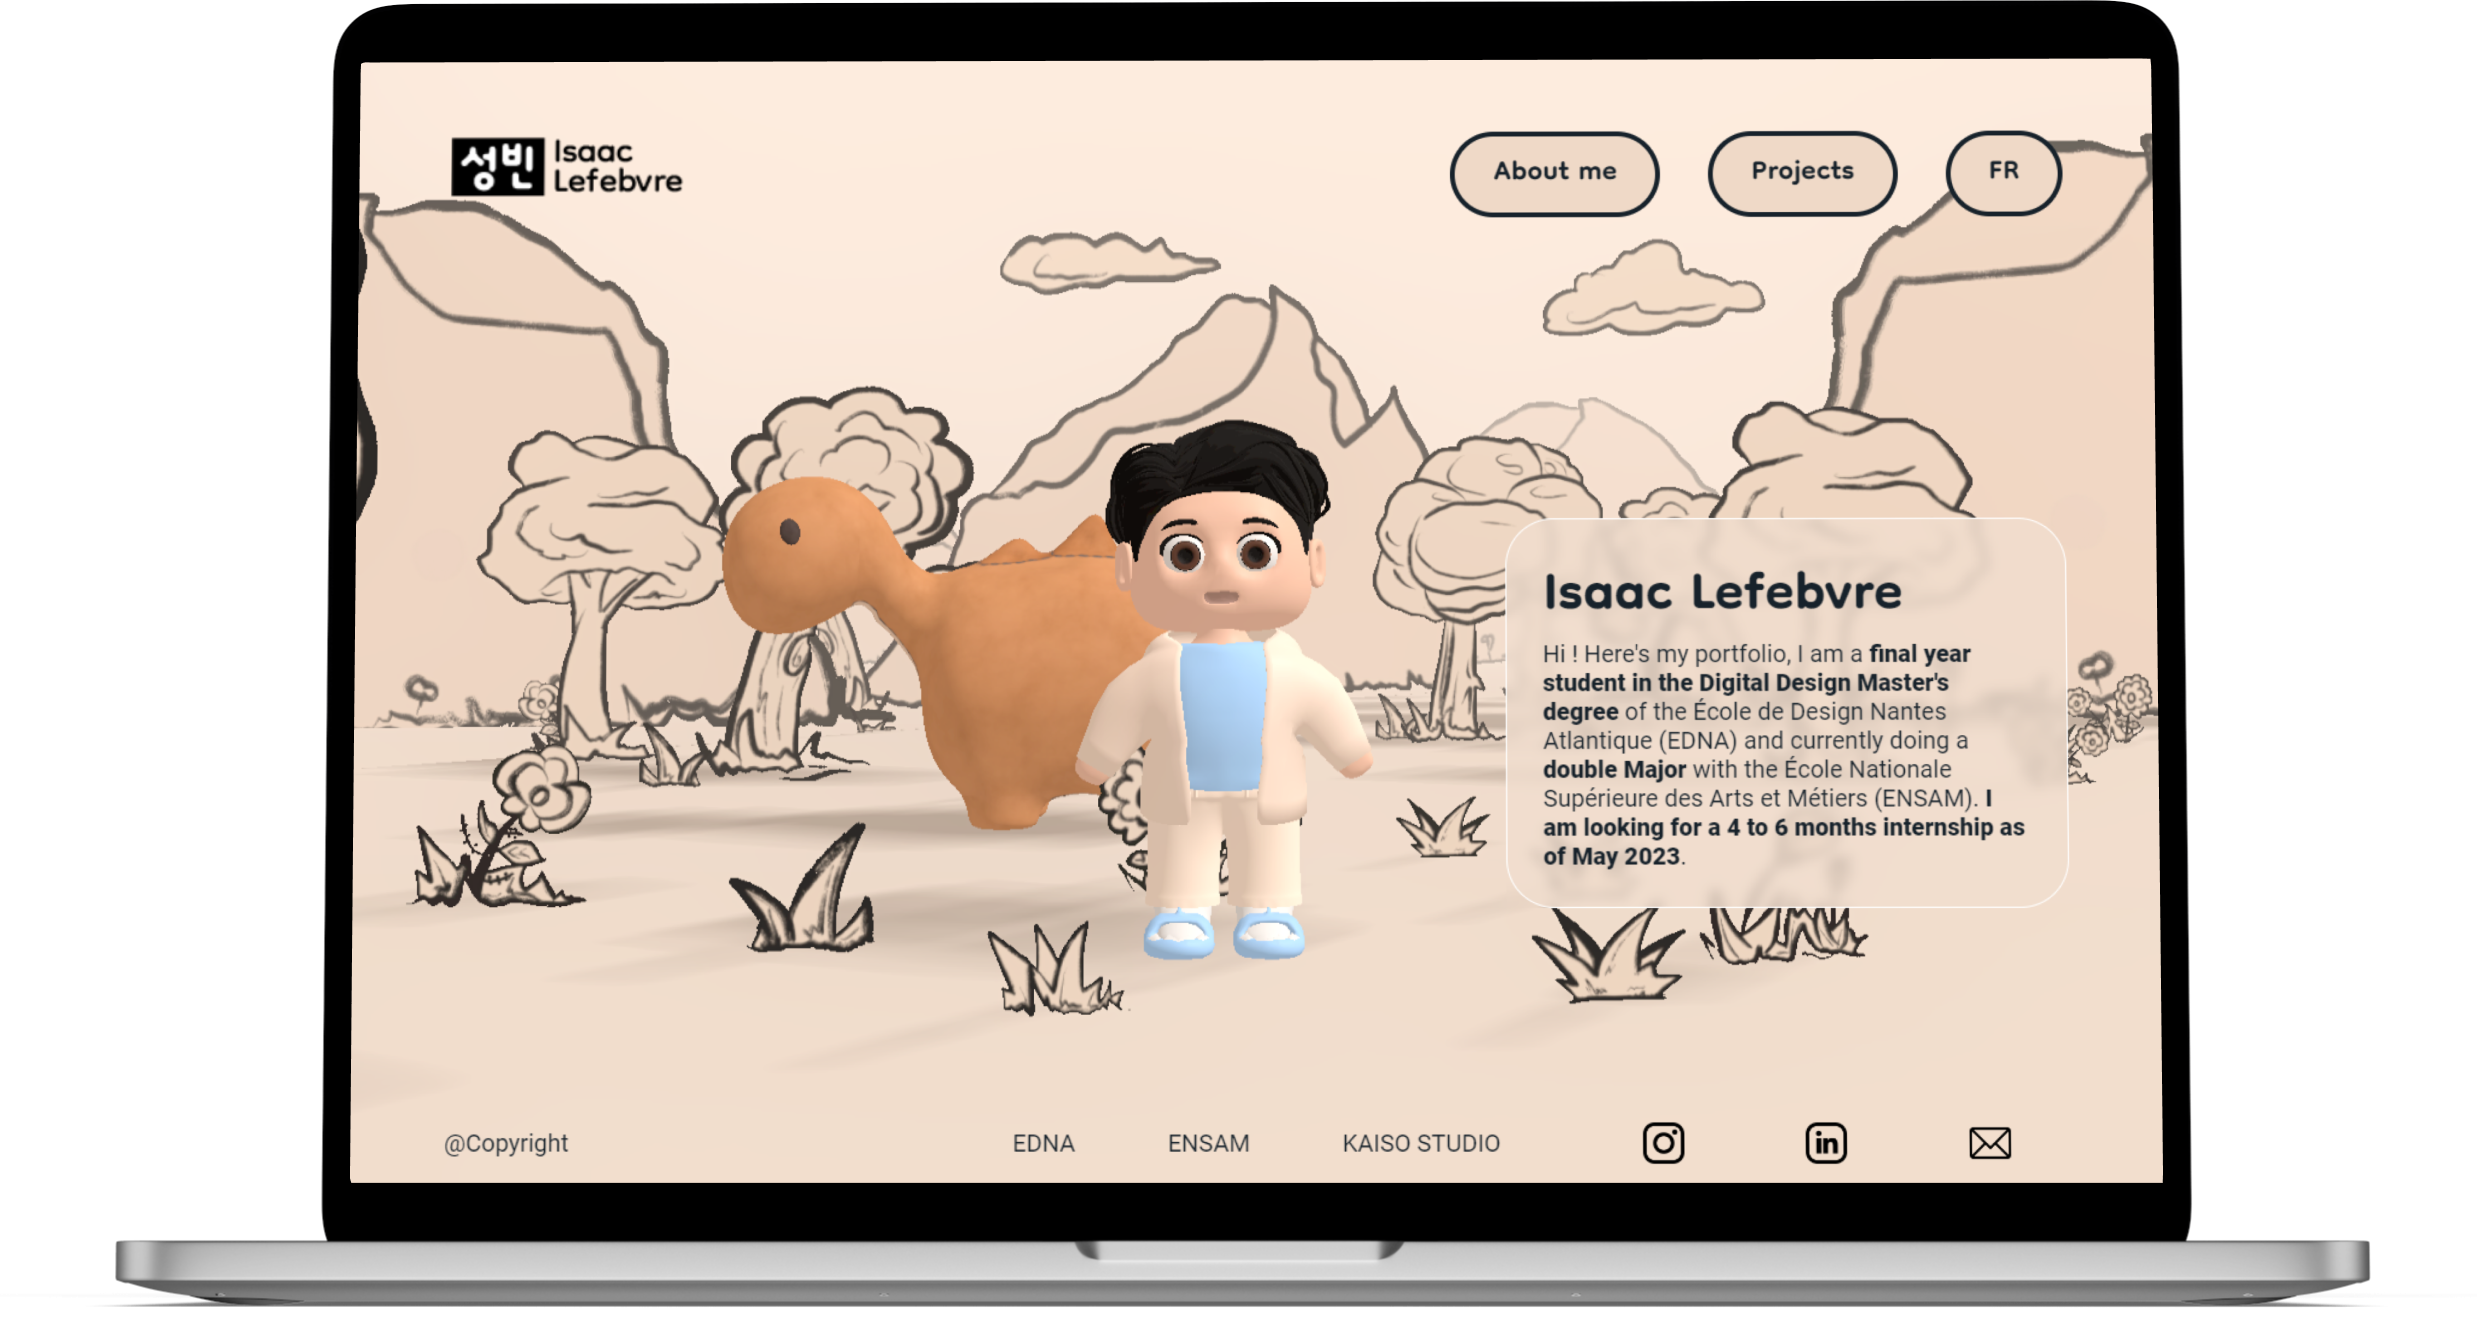 성빈
Isaac
Lefebvre
About me
Projects
FR
Isaac Lefebvre
Hi ! Here's my portfolio, I am a final year
student in the Digital Design Master's
degree of the École de Design Nantes
Atlantique (EDNA) and currently doing a
double Major with the École Nationale
Supérieure des Arts et Métiers (ENSAM). I
am looking for a 4 to 6 months internship as
of May 2023.
@Copyright
EDNA
ENSAM
KAISO STUDIO
in